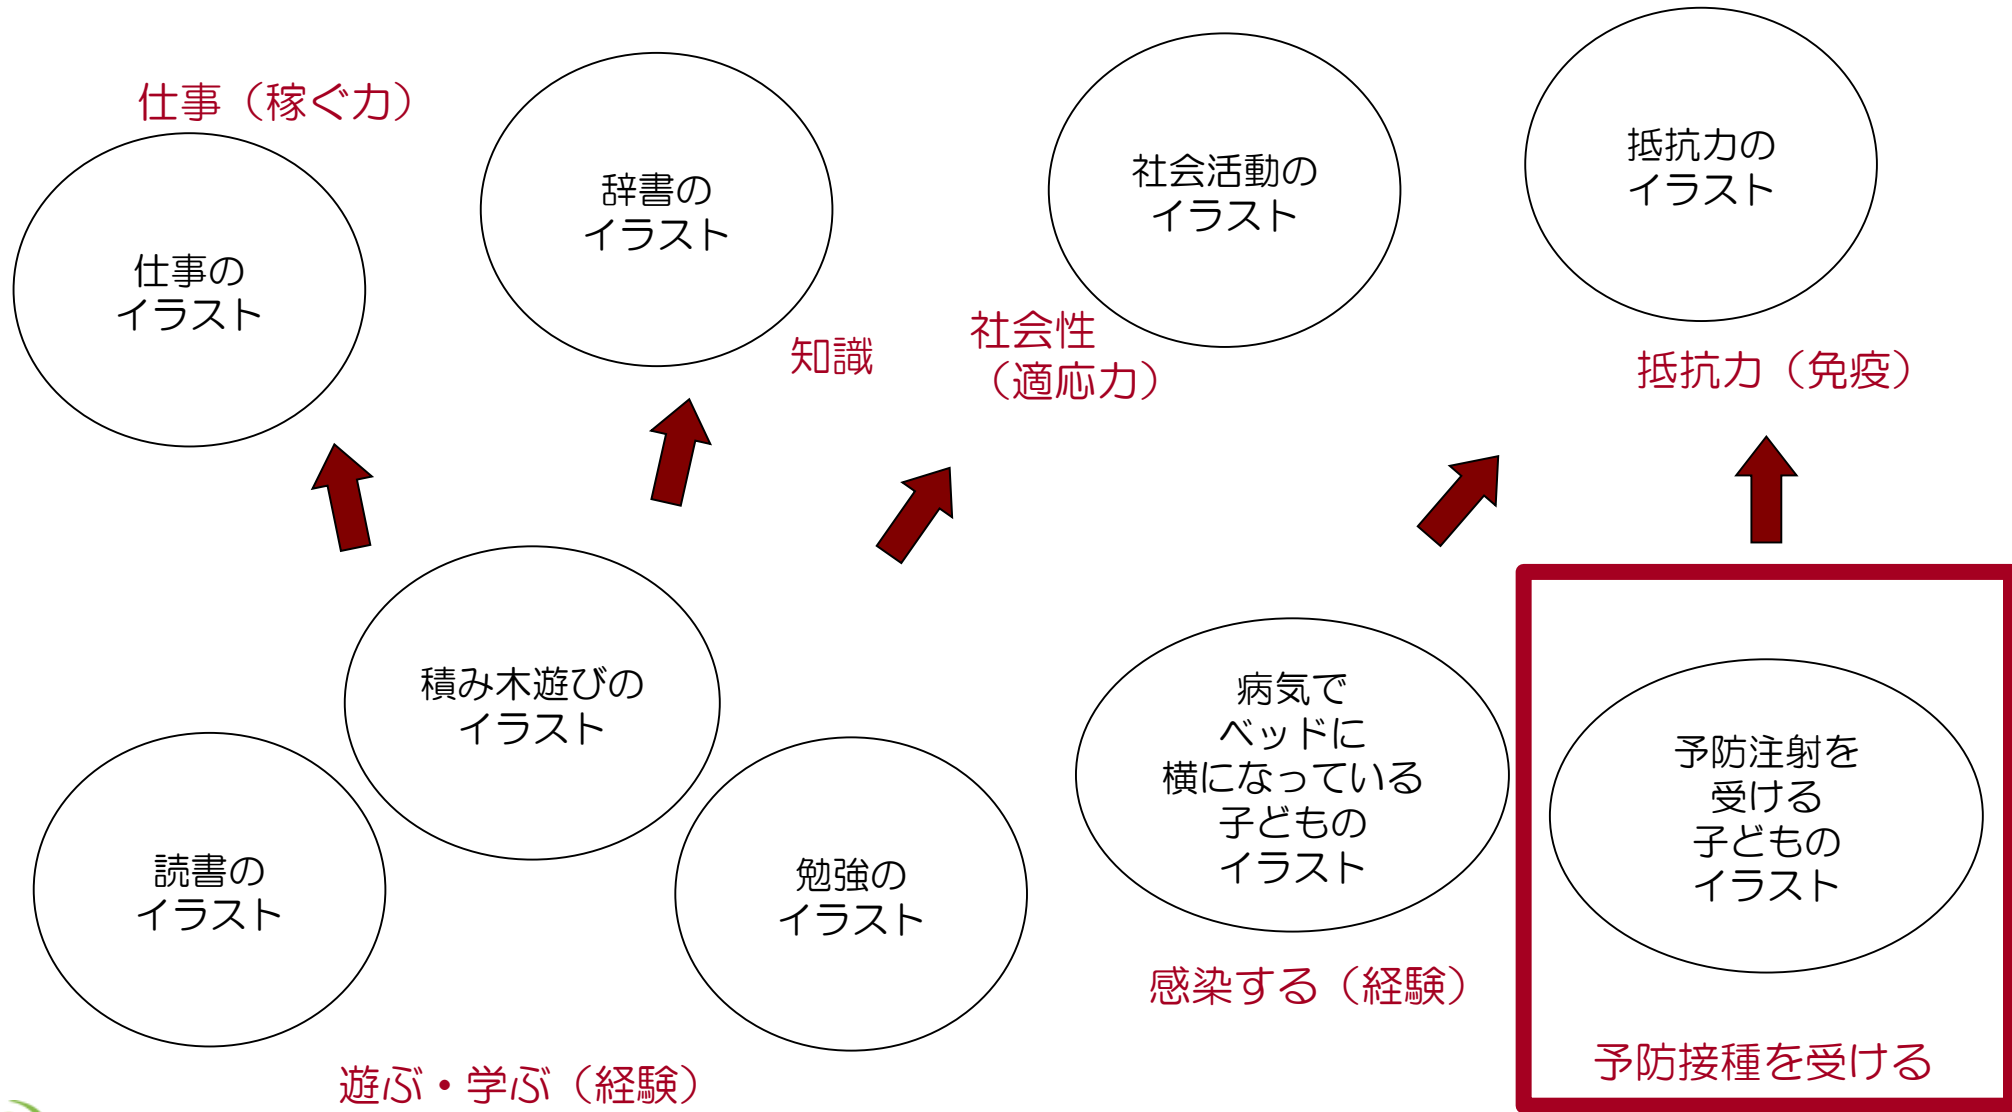 仕事（稼ぐ力）
仕事の
イラスト
辞書の
イラスト
知識
社会活動の
イラスト
社会性
（適応力）
抵抗力の
イラスト
抵抗力（免疫）
積み木遊びの
イラスト
読書の
イラスト
勉強の
イラスト
遊ぶ・学ぶ（経験）
病気で
ベッドに
横になっている
子どもの
イラスト
感染する（経験）
予防注射を
受ける
子どもの
イラスト
予防接種を受ける